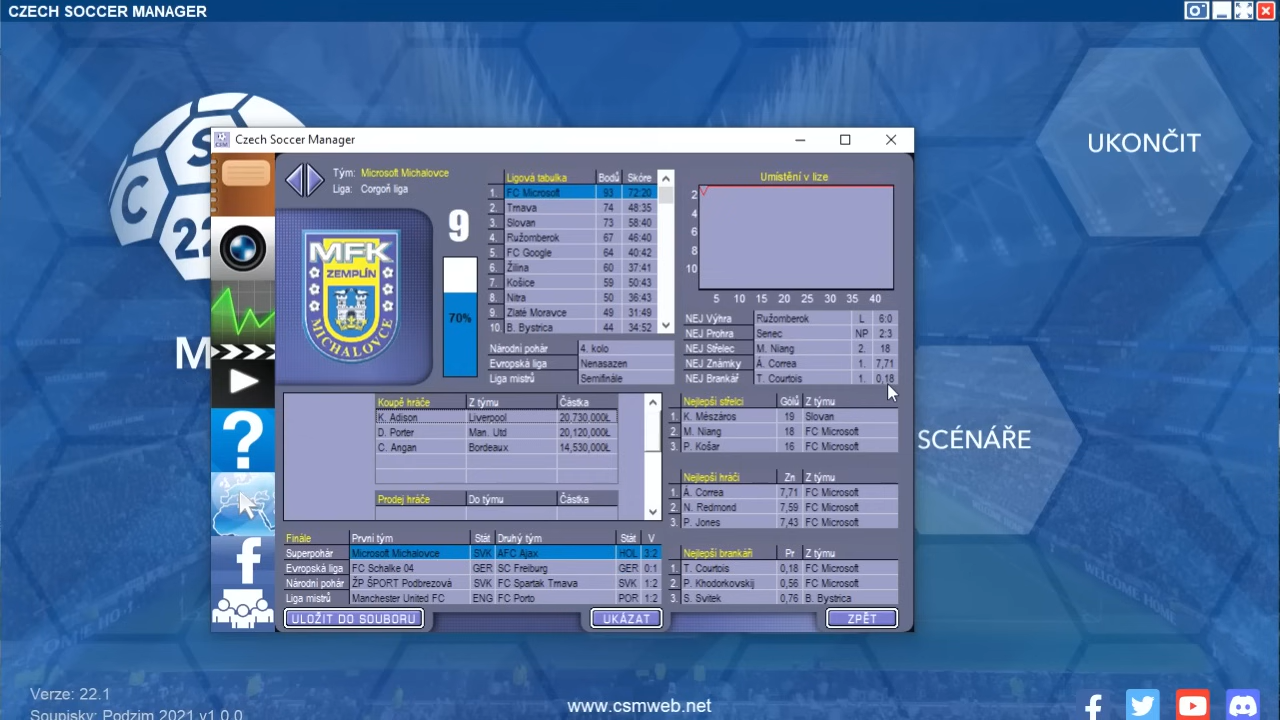 CZECH SOCCER MANAGER
UKONČIT
SCÉNÁŘE
Czech Soccer Manager
Tým: Microsoft Michalovce
Liga: Corgoň liga
MFK
ZEMPLÍN
MICHALOVCE
9
70%
Ligová tabulka Bodů Skóre
1. FC Microsoft 93 72:20
2. Trnava 74 48:35
3. Slovan 73 58:40
4. Ružomberok 67 46:40
5. FC Google 64 40:42
6. Žilina 60 37:41
7. Košice 59 50:43
8. Nitra 50 36:43
9. Zlaté Moravce 49 31:49
10. B. Bystrica 44 34:52
Národní pohár 4. kolo
Evropská liga Nenasazen
Liga mistrů Semifinále
Umístění v lize
2
4
6
8
10
5 10 15 20 25 30 35 40
NEJ Výhra Ružomberok L 6:0
NEJ Prohra Senec NP 2:3
NEJ Střelec M. Niang 2. 18
NEJ Známky Á. Correa 1. 7,71
NEJ Brankář T. Courtois 1. 0,18
Koupě hráče Z týmu Částka
K. Adison Liverpool 20,730,000Ł
D. Porter Man. Utd 20,120,000Ł
C. Angan Bordeaux 14,530,000Ł
Prodej hráče Do týmu Částka
Nejlepší střelci Gólů Z týmu
1. K. Mészáros 19 Slovan
2. M. Niang 18 FC Microsoft
3. P. Košar 16 FC Microsoft
Nejlepší hráči Zn Z týmu
1. Á. Correa 7,71 FC Microsoft
2. N. Redmond 7,59 FC Microsoft
3. P. Jones 7,43 FC Microsoft
Nejlepší brankáři Pr Z týmu
1. T. Courtois 0,18 FC Microsoft
2. P. Khodorkovskij 0,56 FC Microsoft
3. S. Svitek 0,76 B. Bystrica
Finále První tým Stát Druhý tým Stát V
Superpohár Microsoft Michalovce SVK AFC Ajax HOL 3:2
Evropská liga FC Schalke 04 GER SC Freiburg GER 0:1
Národní pohár ŽP ŠPORT Podbrezová SVK FC Spartak Trnava SVK 1:2
Liga mistrů Manchester United FC ENG FC Porto POR 1:2
ULOŽIT DO SOUBORU UKÁZAT ZPĚT
Verze: 22.1
Soupisky: Podzim 2021 v1.0.0
www.csmweb.net